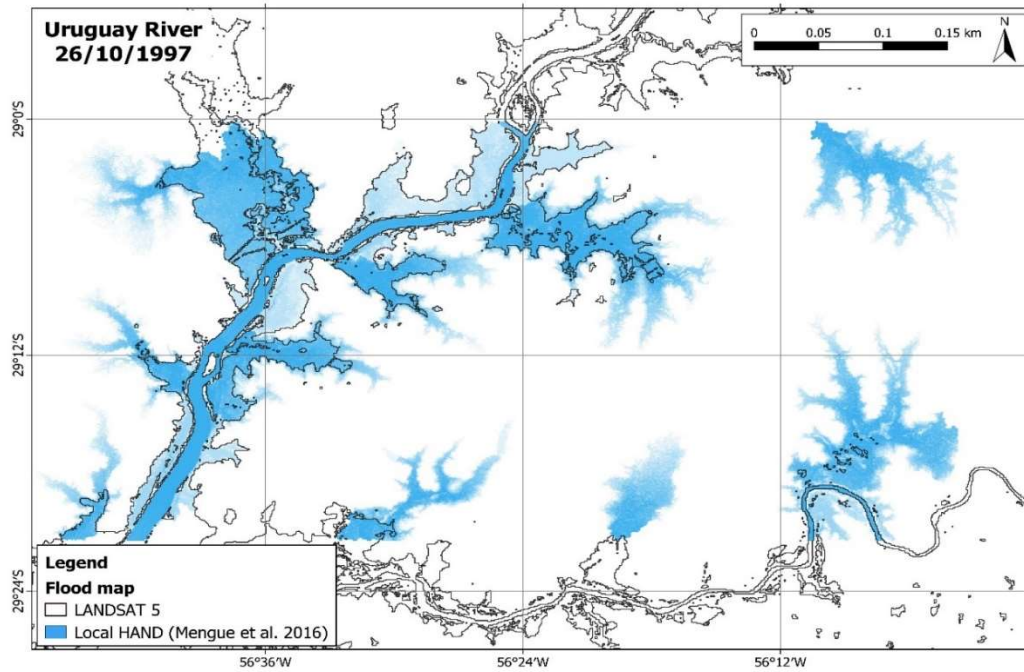 Uruguay River
26/10/1997
0 0.05 0.1 0.15 km
N
29°0'S
29°12'S
29°24'S
Legend
Flood map
LANDSAT 5
Local HAND (Mengue et al. 2016)
56°36'W 56°24'W 56°12'W